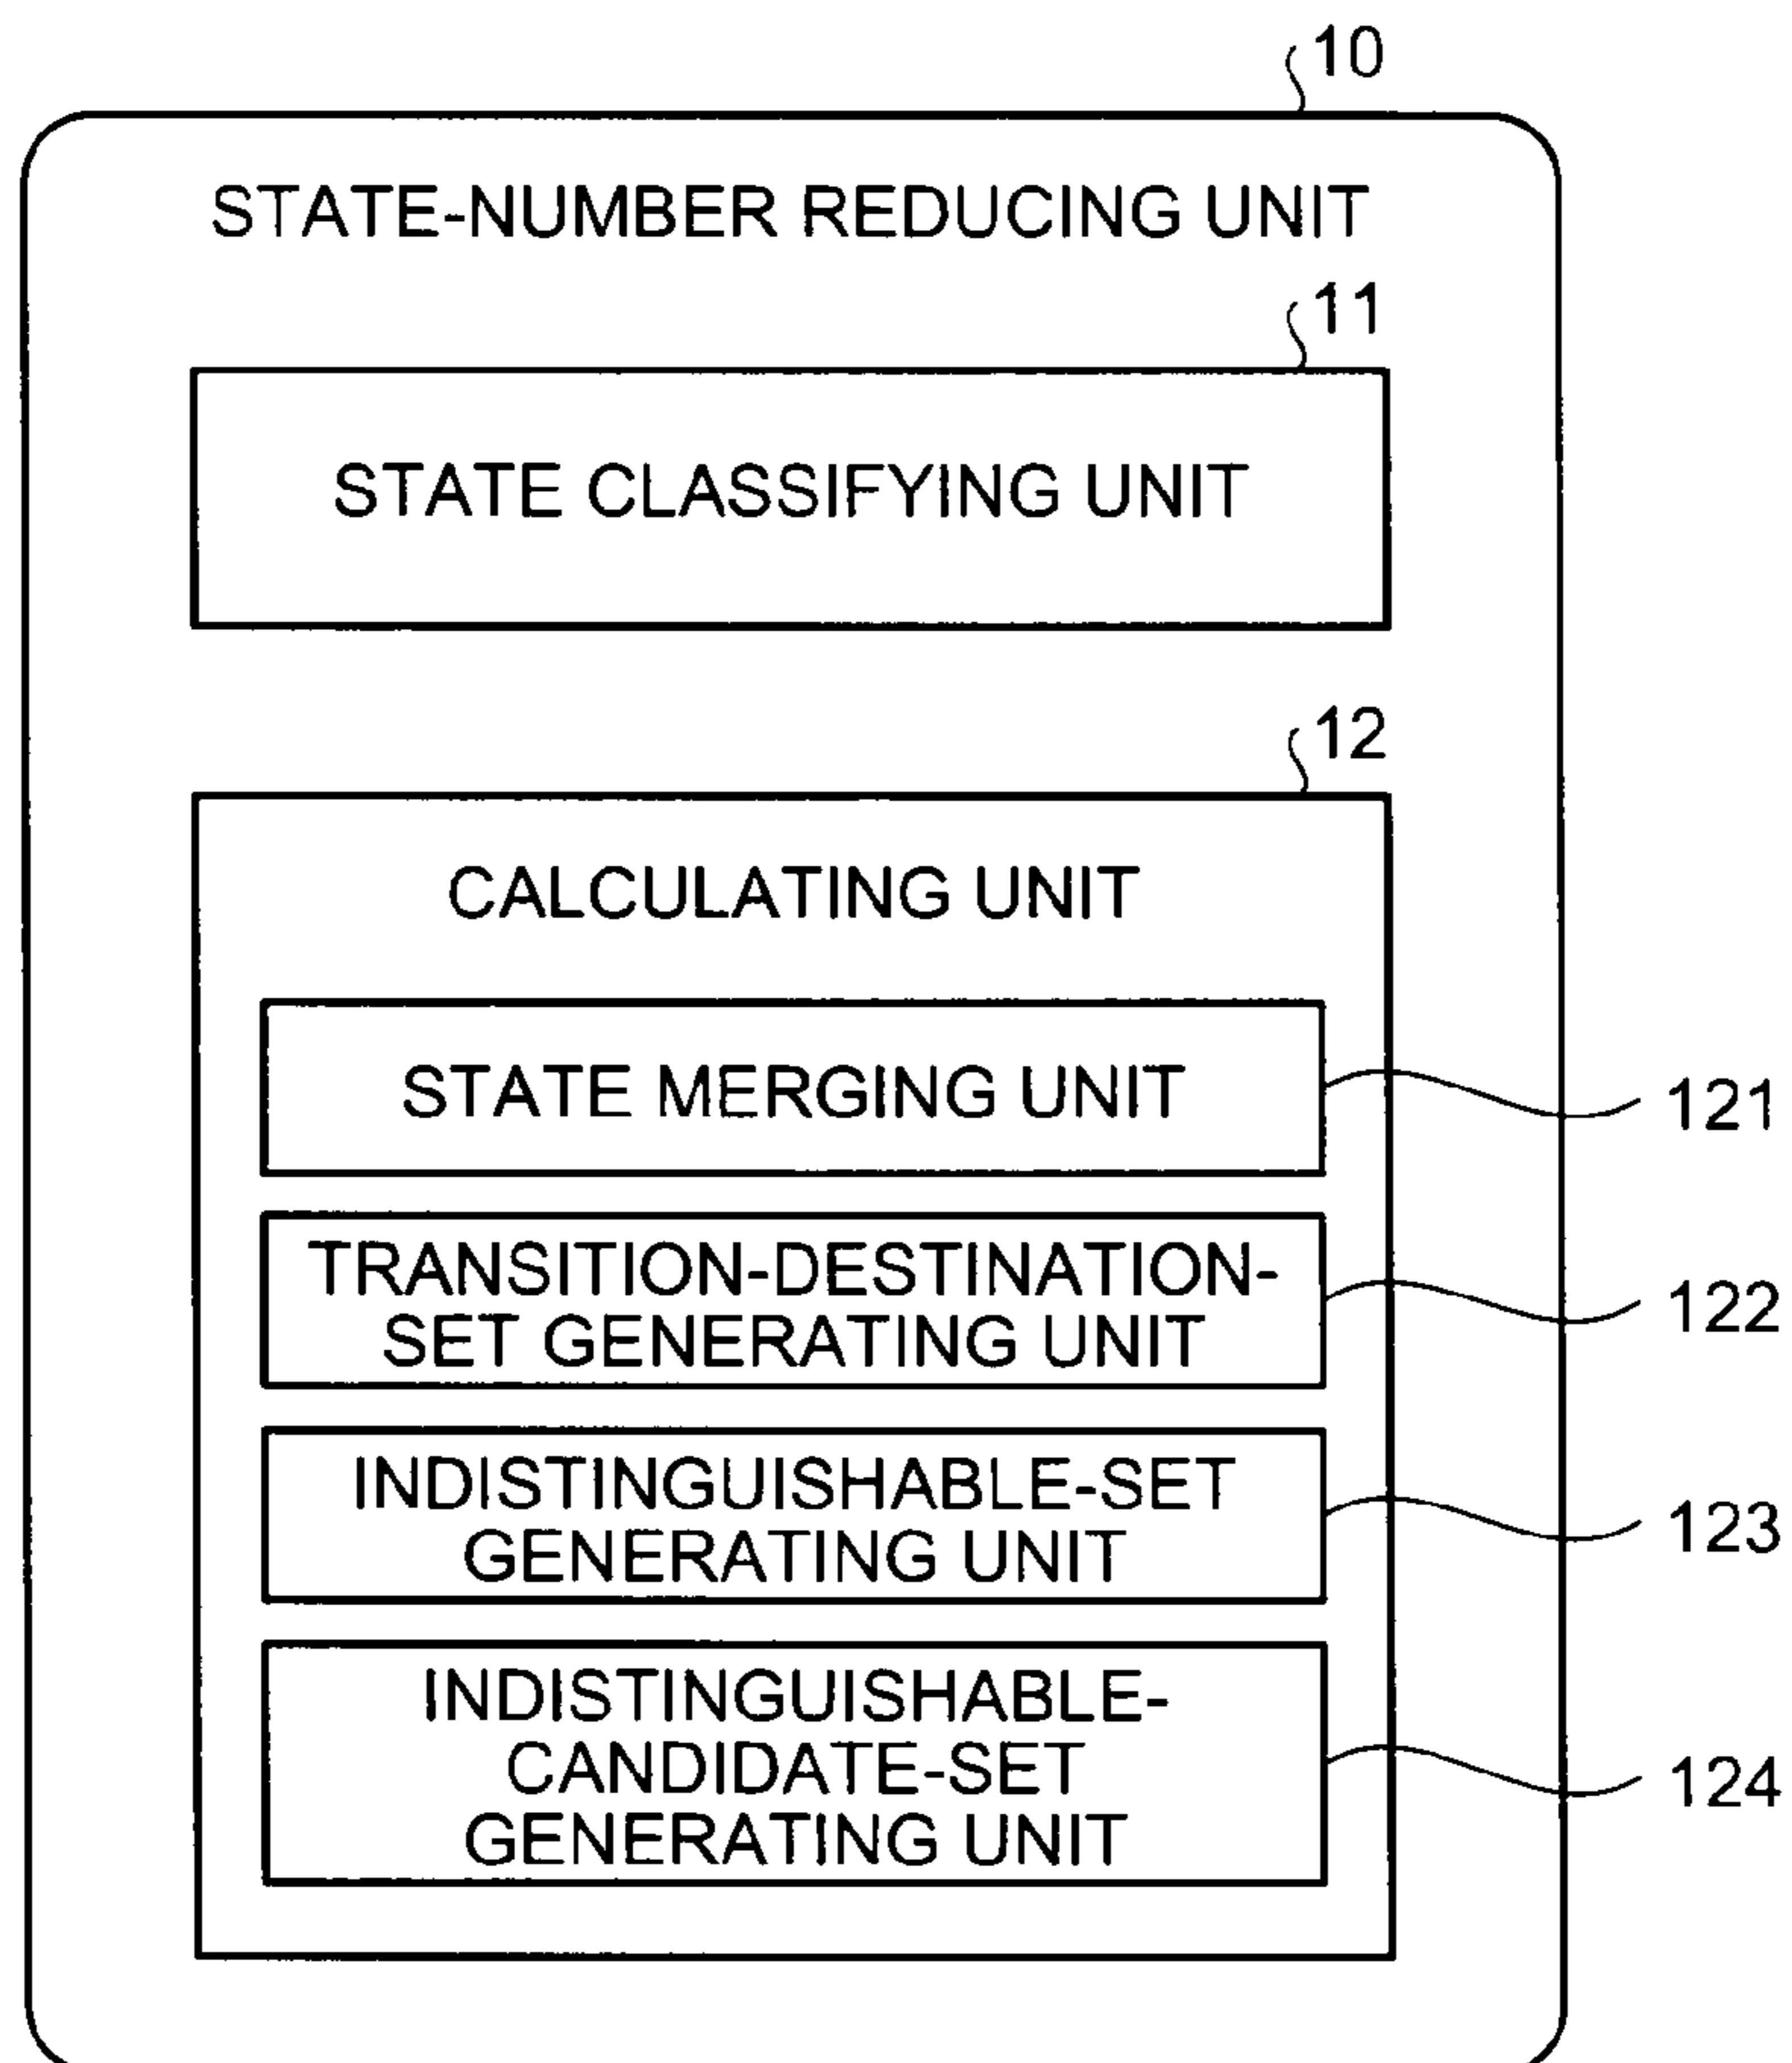 10
STATE-NUMBER REDUCING UNIT
11
STATE CLASSIFYING UNIT
12
CALCULATING UNIT
STATE MERGING UNIT
121
TRANSITION-DESTINATION-
SET GENERATING UNIT
122
INDISTINGUISHABLE-SET
GENERATING UNIT
123
INDISTINGUISHABLE-
CANDIDATE-SET
GENERATING UNIT
124